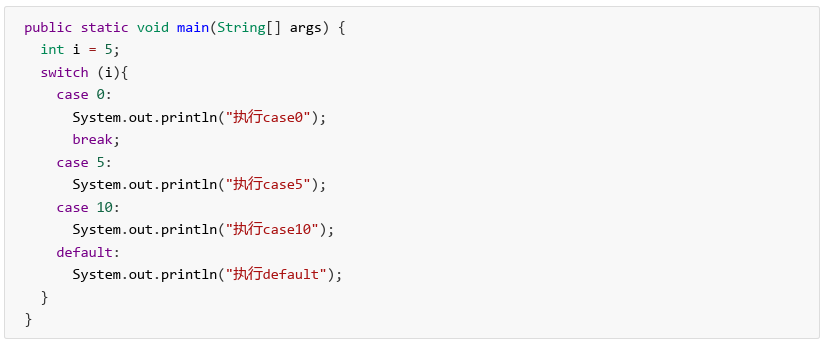 public static void main(String[] args) {
  int i = 5;
  switch (i){
    case 0:
      System.out.println("执行case0");
      break;
    case 5:
      System.out.println("执行case5");
    case 10:
      System.out.println("执行case10");
    default:
      System.out.println("执行default");
  }
}